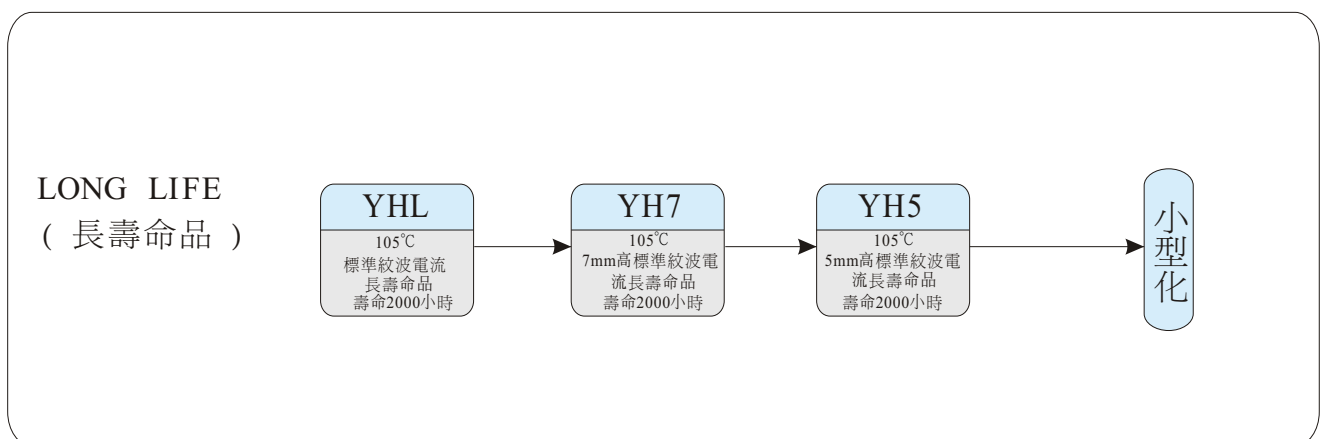 LONG LIFE
( 長壽命品 )
YHL
105℃
標準紋波電流
長壽命品
壽命2000小時
YH7
105℃
7mm高標準紋波電
流長壽命品
壽命2000小時
YH5
105℃
5mm高標準紋波電
流長壽命品
壽命2000小時
小型化